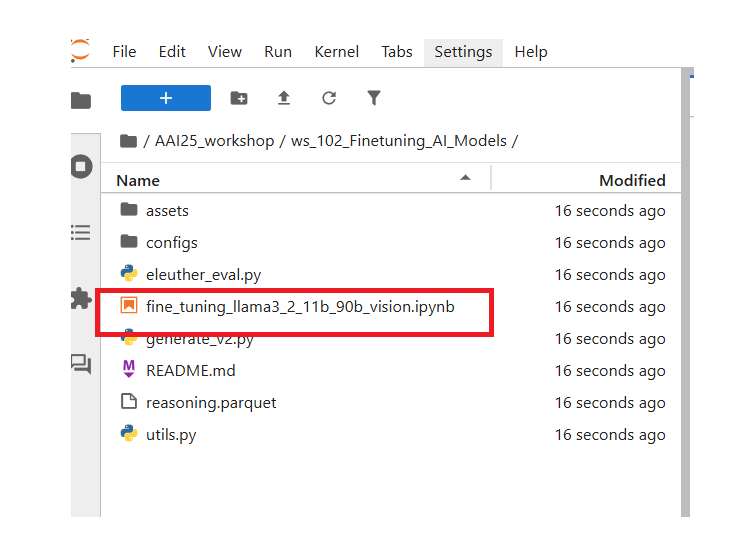 File Edit View Run Kernel Tabs Settings Help
/ AAI25_workshop / ws_102_Finetuning_AI_Models /
Name Modified
assets 16 seconds ago
configs 16 seconds ago
eleuther_eval.py 16 seconds ago
fine_tuning_llama3_2_11b_90b_vision.ipynb 16 seconds ago
generate_v2.py 16 seconds ago
M README.md 16 seconds ago
reasoning.parquet 16 seconds ago
utils.py 16 seconds ago